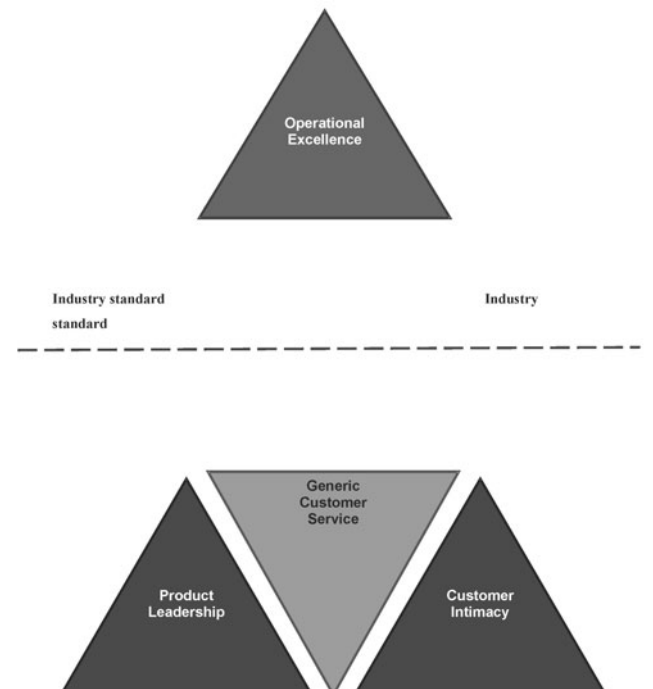 Operational
Excellence
Industry standard Industry
standard
Generic
Customer
Service
Product
Leadership
Customer
Intimacy